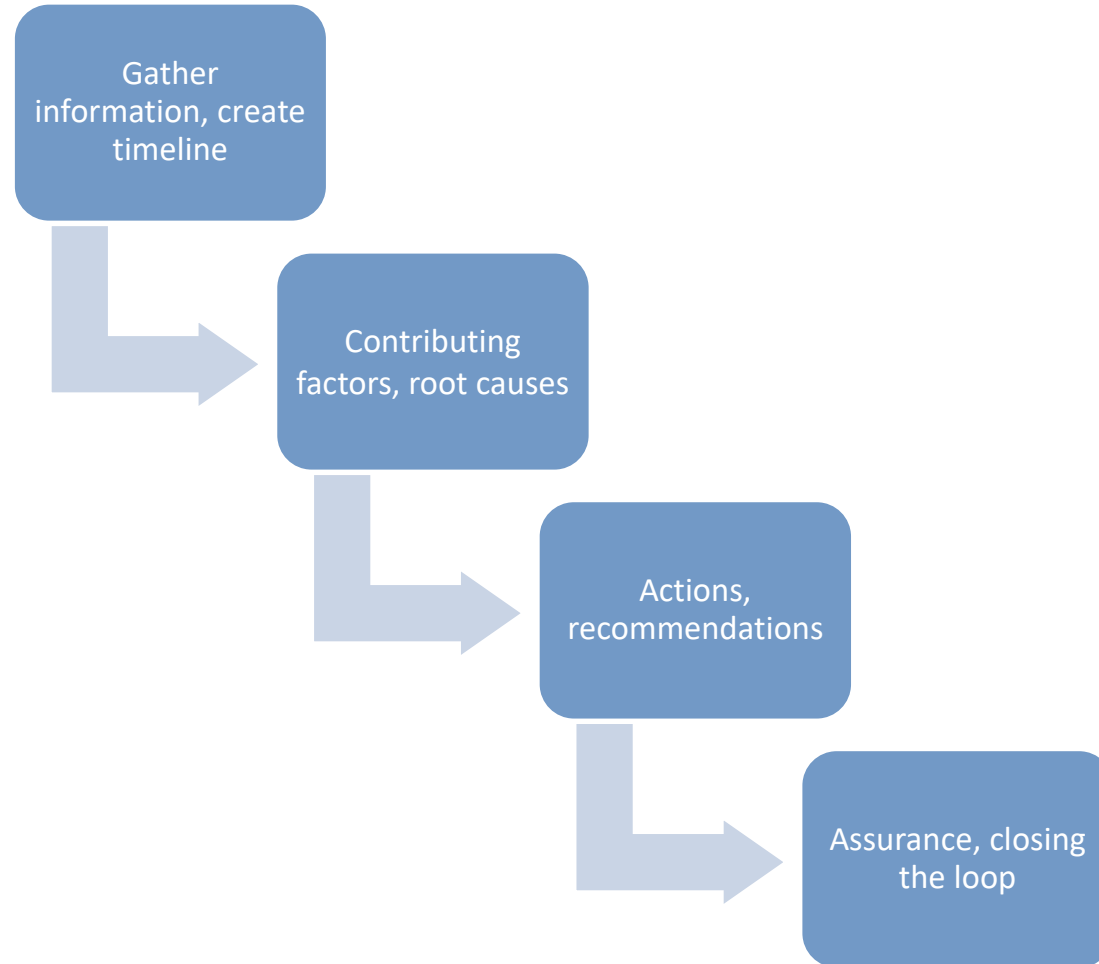 Gather
information, create
timeline
Contributing
factors, root causes
Actions,
recommendations
Assurance, closing
the loop